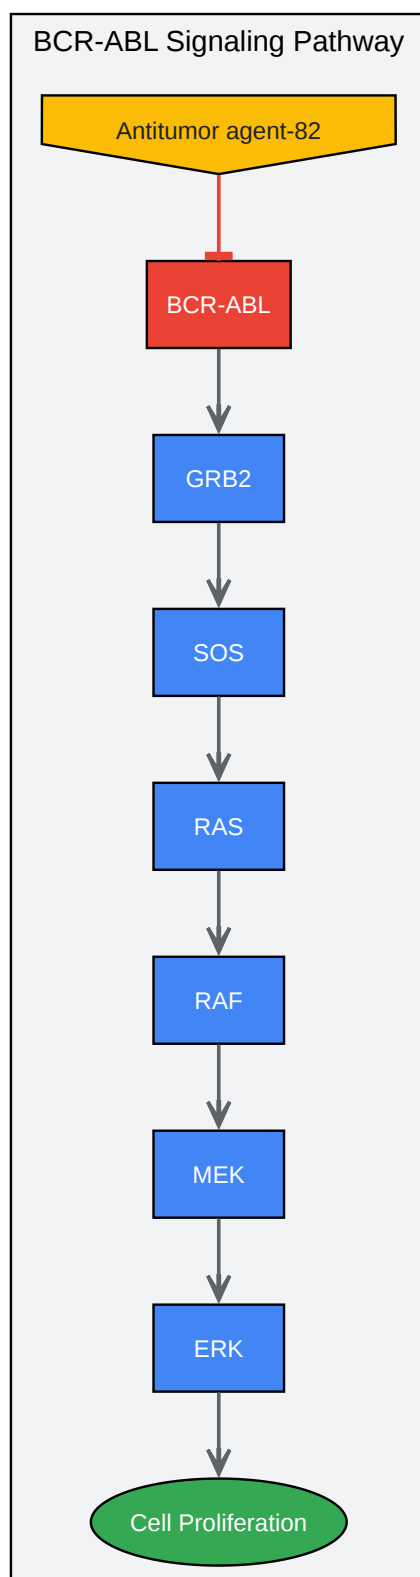 BCR-ABL Signaling Pathway
Antitumor agent-82
BCR-ABL
GRB2
SOS
RAS
RAF
MEK
ERK
Cell Proliferation